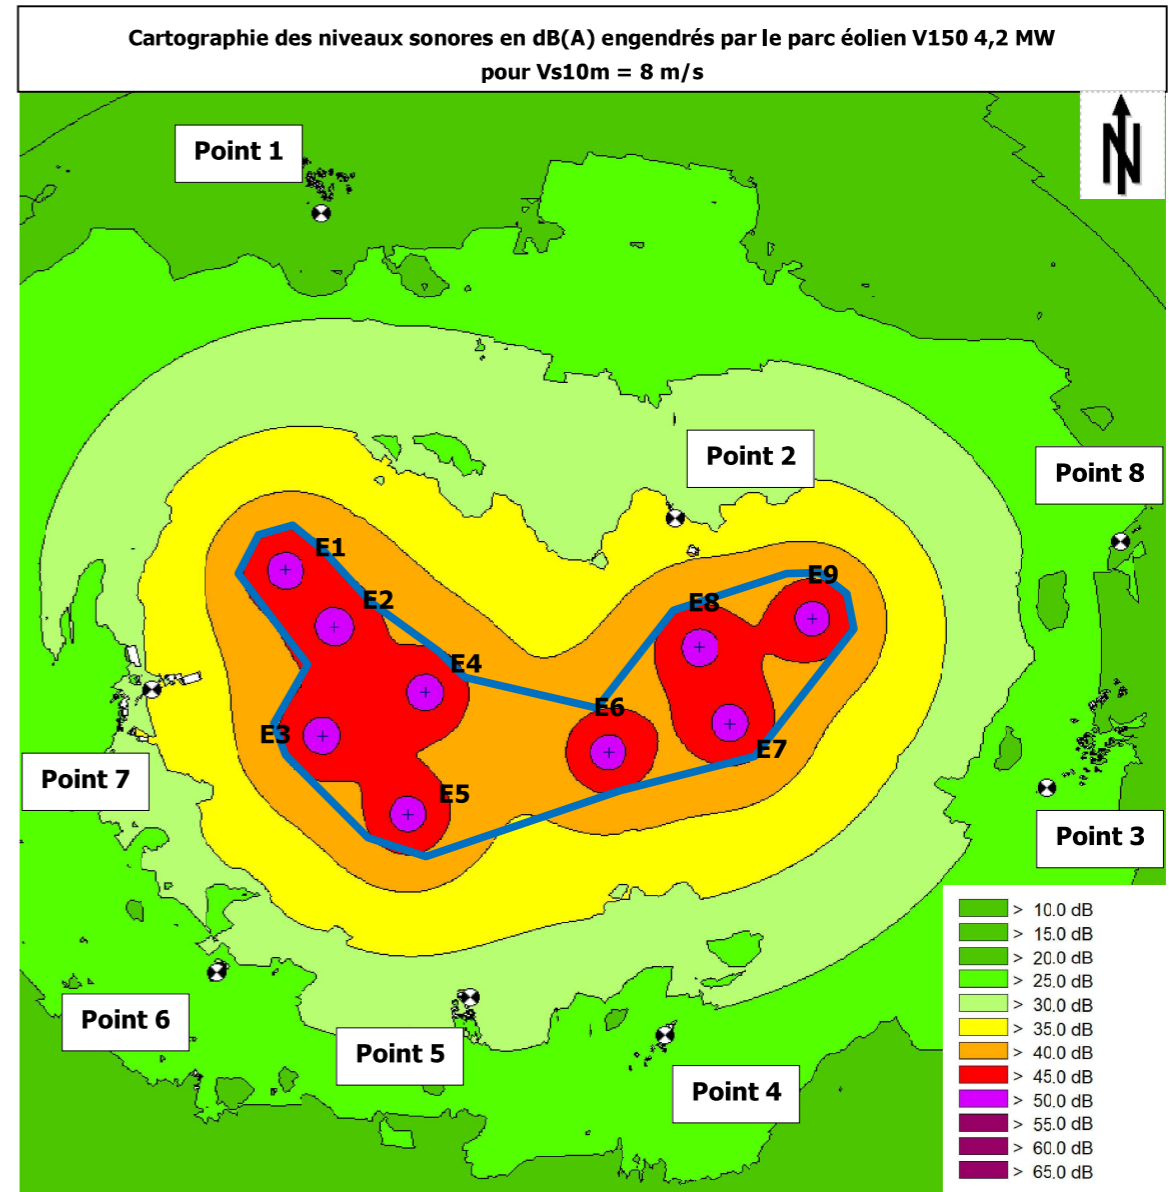 Cartographie des niveaux sonores en dB(A) engendrés par le parc éolien V150 4,2 MW
pour Vs10m = 8 m/s
N
Point 1
Point 2
Point 8
E1
E2
E9
E8
E4
E6
E3
E7
Point 7
E5
Point 3
Point 6
Point 5
Point 4
> 10.0 dB
> 15.0 dB
> 20.0 dB
> 25.0 dB
> 30.0 dB
> 35.0 dB
> 40.0 dB
> 45.0 dB
> 50.0 dB
> 55.0 dB
> 60.0 dB
> 65.0 dB